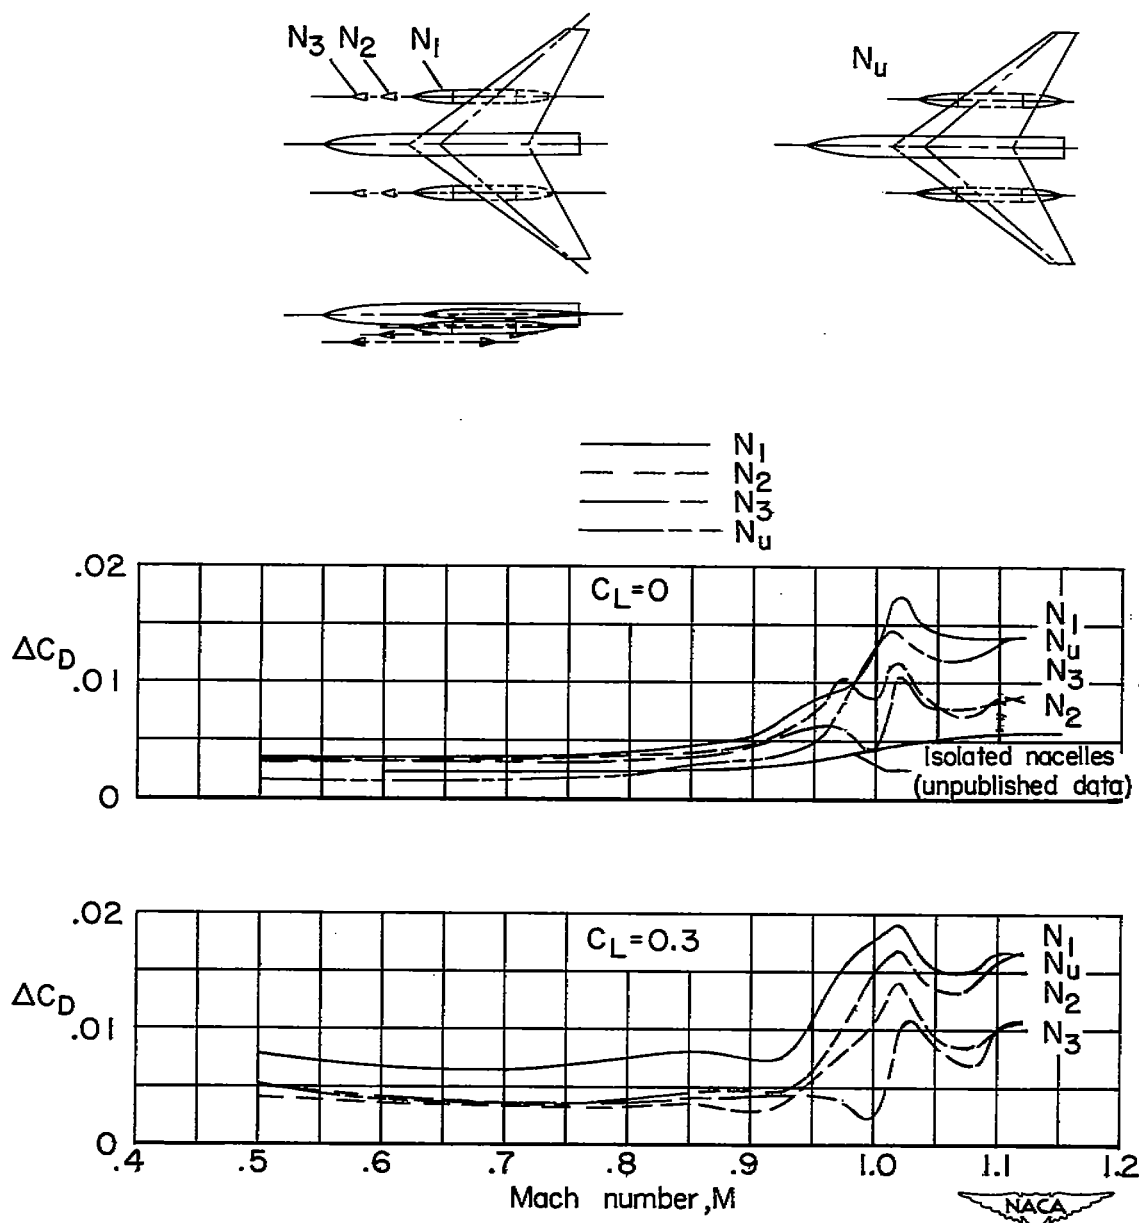 N3 N2 N1
Nu
N1
N2
N3
Nu
.02
CL=0
N1
ΔCD
Nu
.01
N3
N2
Isolated nacelles
(unpublished data)
0
.02
CL=0.3
N1
Nu
ΔCD
N2
.01
N3
0
.4 .5 .6 .7 .8 .9 1.0 1.1 1.2
Mach number, M
NACA